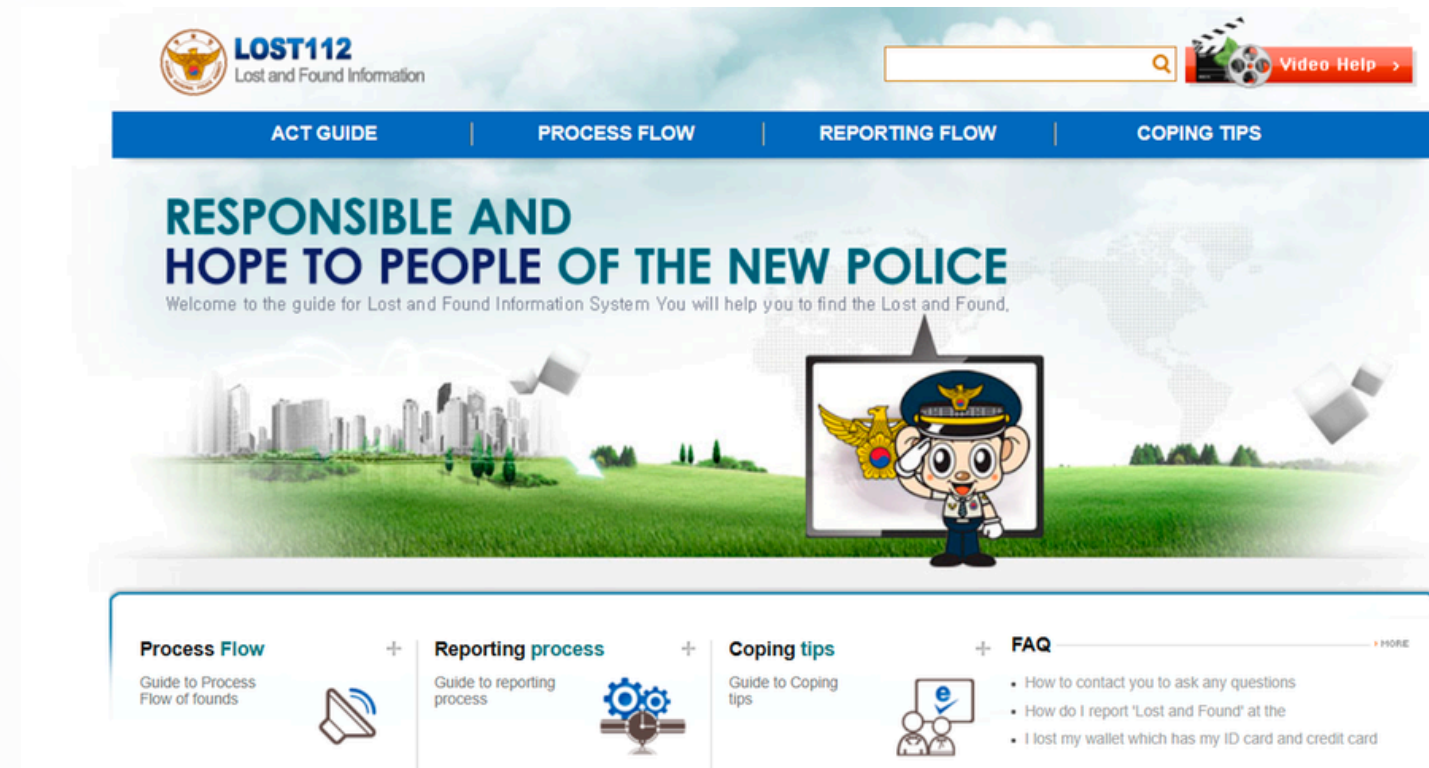 LOST112
Lost and Found Information
Video Help >
ACT GUIDE
PROCESS FLOW
REPORTING FLOW
COPING TIPS
RESPONSIBLE AND
HOPE TO PEOPLE OF THE NEW POLICE
Welcome to the guide for Lost and Found Information System You will help you to find the Lost and Found,
Process Flow
Guide to Process
Flow of founds
Reporting process
Guide to reporting
process
Coping tips
Guide to Coping
tips
e
FAQ
MORE
• How to contact you to ask any questions
• How do I report 'Lost and Found' at the
• I lost my wallet which has my ID card and credit card